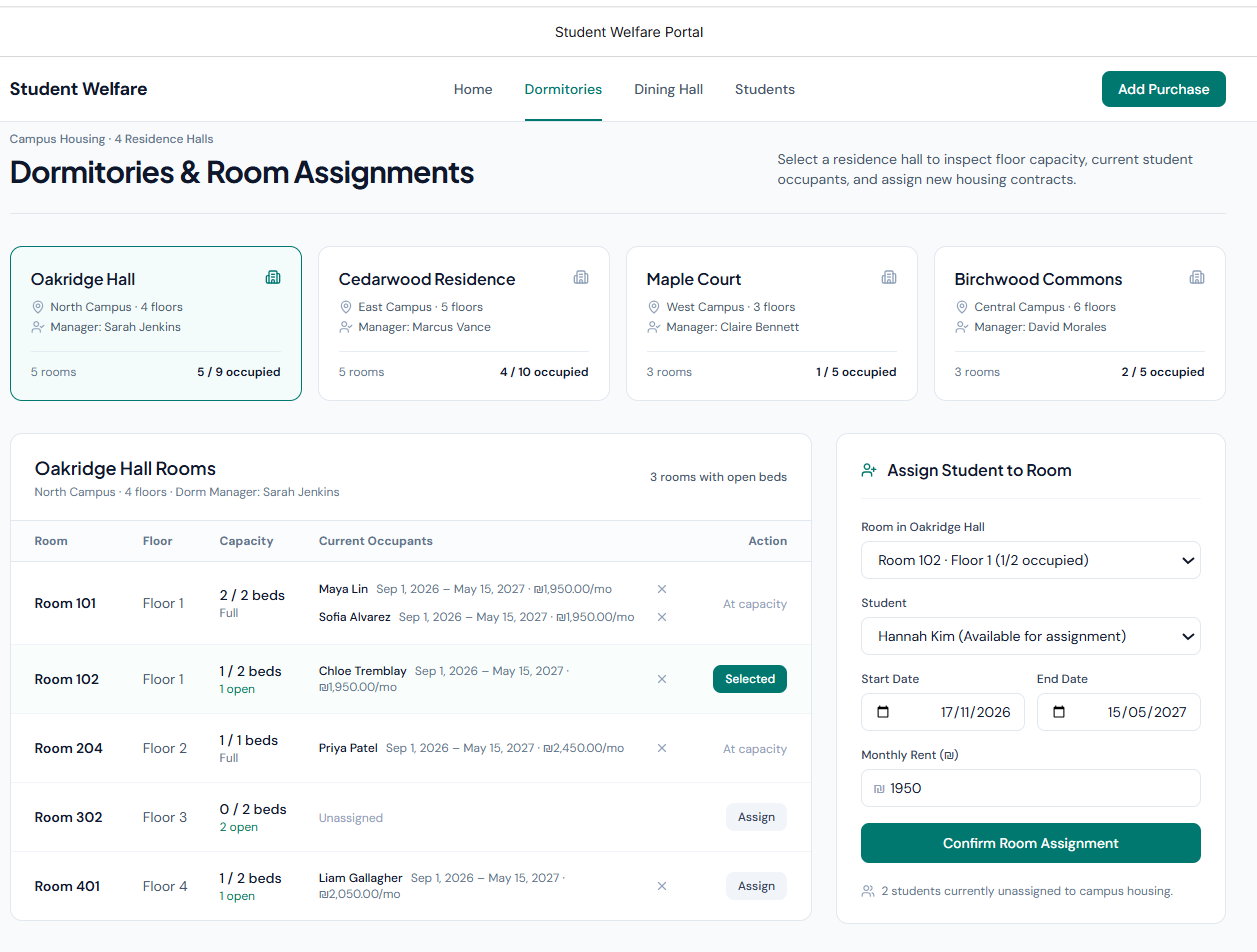 Student Welfare Portal
Student Welfare
Home
Dormitories
Dining Hall
Students
Add Purchase
Campus Housing · 4 Residence Halls
Dormitories & Room Assignments
Select a residence hall to inspect floor capacity, current student
occupants, and assign new housing contracts.
Oakridge Hall
North Campus · 4 floors
Manager: Sarah Jenkins
5 rooms
5 / 9 occupied
Cedarwood Residence
East Campus · 5 floors
Manager: Marcus Vance
5 rooms
4 / 10 occupied
Maple Court
West Campus · 3 floors
Manager: Claire Bennett
3 rooms
1 / 5 occupied
Birchwood Commons
Central Campus · 6 floors
Manager: David Morales
3 rooms
2 / 5 occupied
Oakridge Hall Rooms
North Campus · 4 floors · Dorm Manager: Sarah Jenkins
3 rooms with open beds
Room Floor Capacity Current Occupants Action
Room 101
Floor 1
2 / 2 beds
Full
Maya Lin Sep 1, 2026 – May 15, 2027 · ₪1,950.00/mo
Sofia Alvarez Sep 1, 2026 – May 15, 2027 · ₪1,950.00/mo
At capacity
Room 102
Floor 1
1 / 2 beds
1 open
Chloe Tremblay Sep 1, 2026 – May 15, 2027 ·
₪1,950.00/mo
Selected
Room 204
Floor 2
1 / 1 beds
Full
Priya Patel Sep 1, 2026 – May 15, 2027 · ₪2,450.00/mo
At capacity
Room 302
Floor 3
0 / 2 beds
2 open
Unassigned
Assign
Room 401
Floor 4
1 / 2 beds
1 open
Liam Gallagher Sep 1, 2026 – May 15, 2027 ·
₪2,050.00/mo
Assign
Assign Student to Room
Room in Oakridge Hall
Room 102 · Floor 1 (1/2 occupied)
Student
Hannah Kim (Available for assignment)
Start Date
17/11/2026
End Date
15/05/2027
Monthly Rent (₪)
₪ 1950
Confirm Room Assignment
2 students currently unassigned to campus housing.